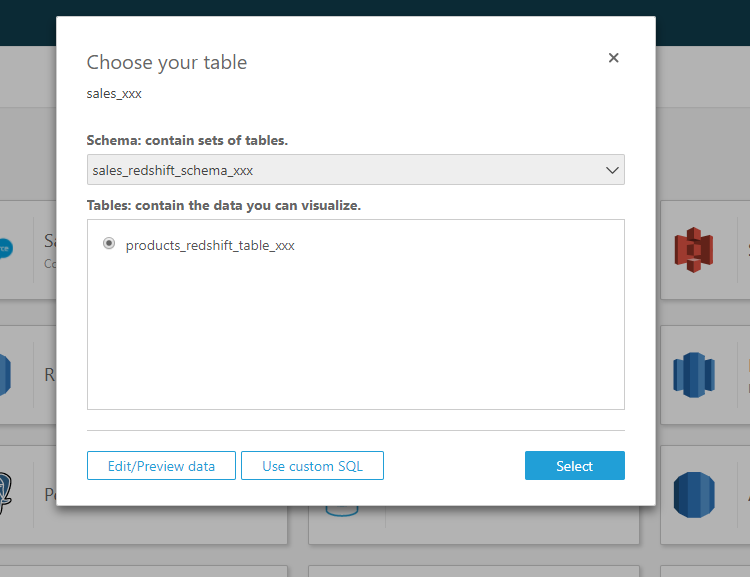 Choose your table
sales_xxx
Schema: contain sets of tables.
sales_redshift_schema_xxx
Tables: contain the data you can visualize.
products_redshift_table_xxx
Edit/Preview data
Use custom SQL
Select